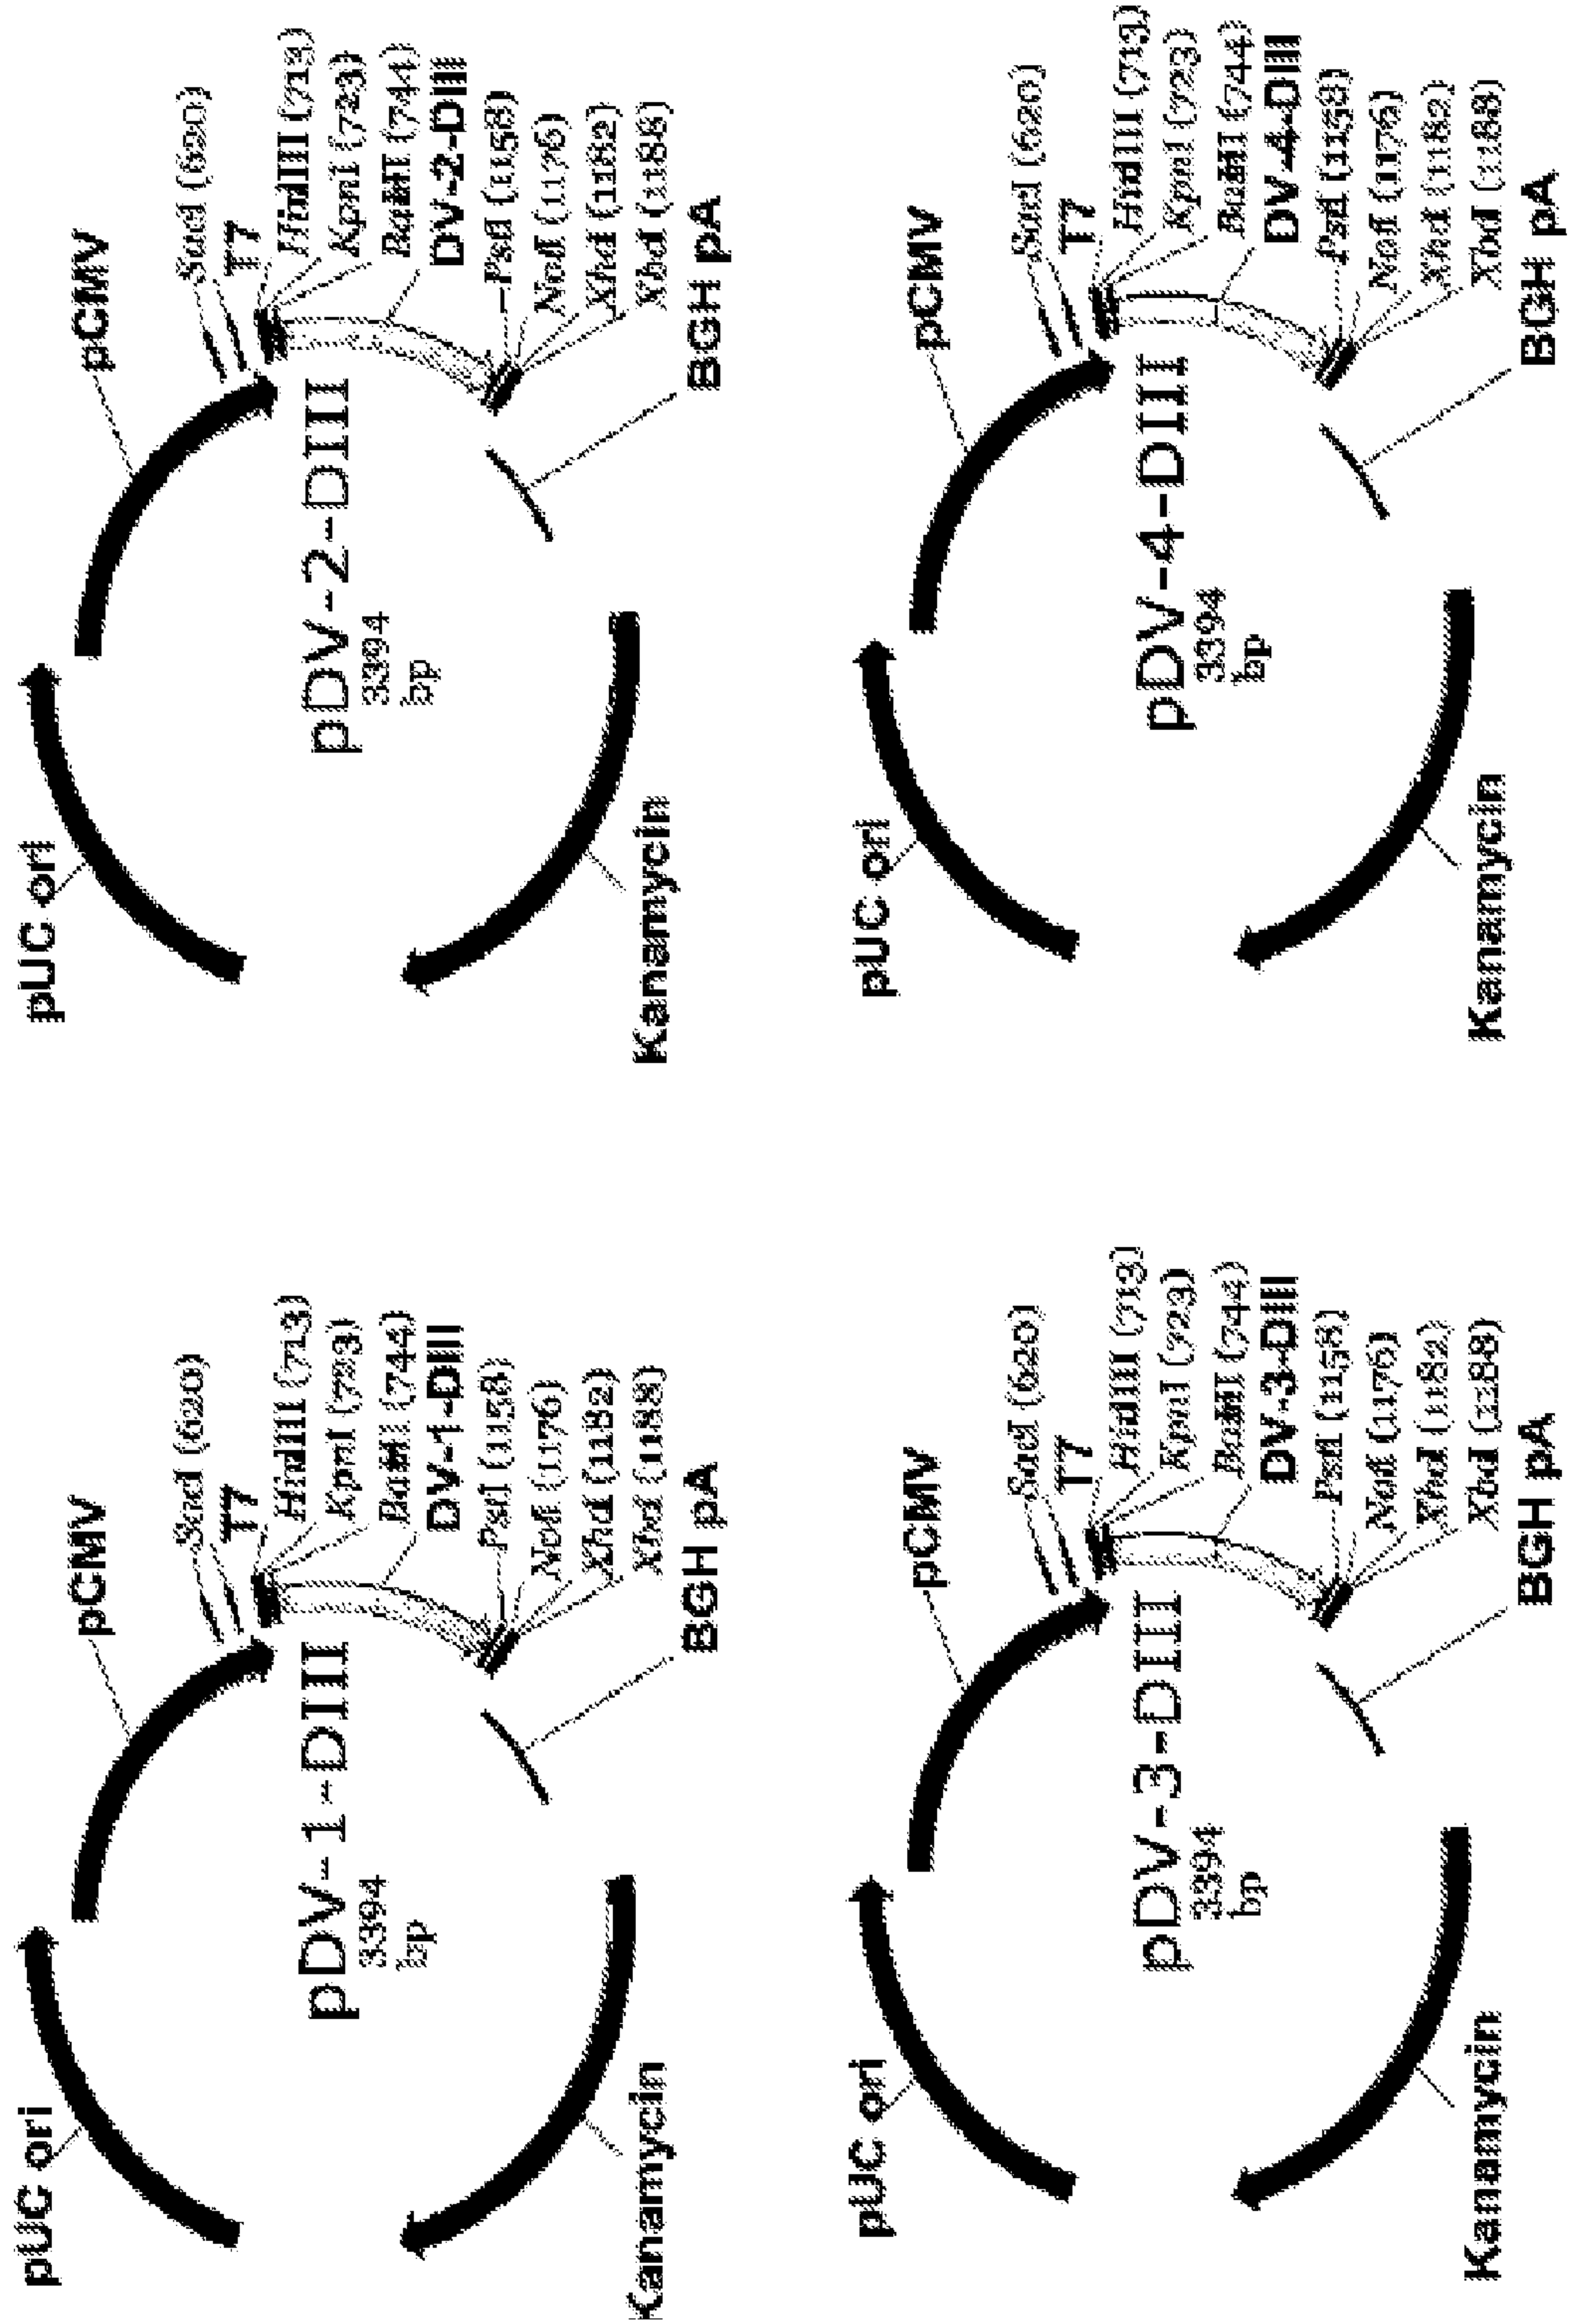 pUC ori
pCMV
SacI (620)
T7
HindIII (713)
KpnI (723)
BamHI (744)
DV-1-DIII
PstI (1158)
NotI (1176)
XhoI (1182)
XbaI (1188)
BGH pA
Kanamycin
pDV-1-DIII
3394
bp
pUC ori
pCMV
SacI (620)
T7
HindIII (713)
KpnI (723)
BamHI (744)
DV-2-DIII
PstI (1158)
NotI (1176)
XhoI (1182)
XbaI (1188)
BGH pA
Kanamycin
pDV-2-DIII
3394
bp
pUC ori
pCMV
SacI (620)
T7
HindIII (713)
KpnI (723)
BamHI (744)
DV-3-DIII
PstI (1158)
NotI (1176)
XhoI (1182)
XbaI (1188)
BGH pA
Kanamycin
pDV-3-DIII
3394
bp
pUC ori
pCMV
SacI (620)
T7
HindIII (713)
KpnI (723)
BamHI (744)
DV-4-DIII
PstI (1158)
NotI (1176)
XhoI (1182)
XbaI (1188)
BGH pA
Kanamycin
pDV-4-DIII
3394
bp